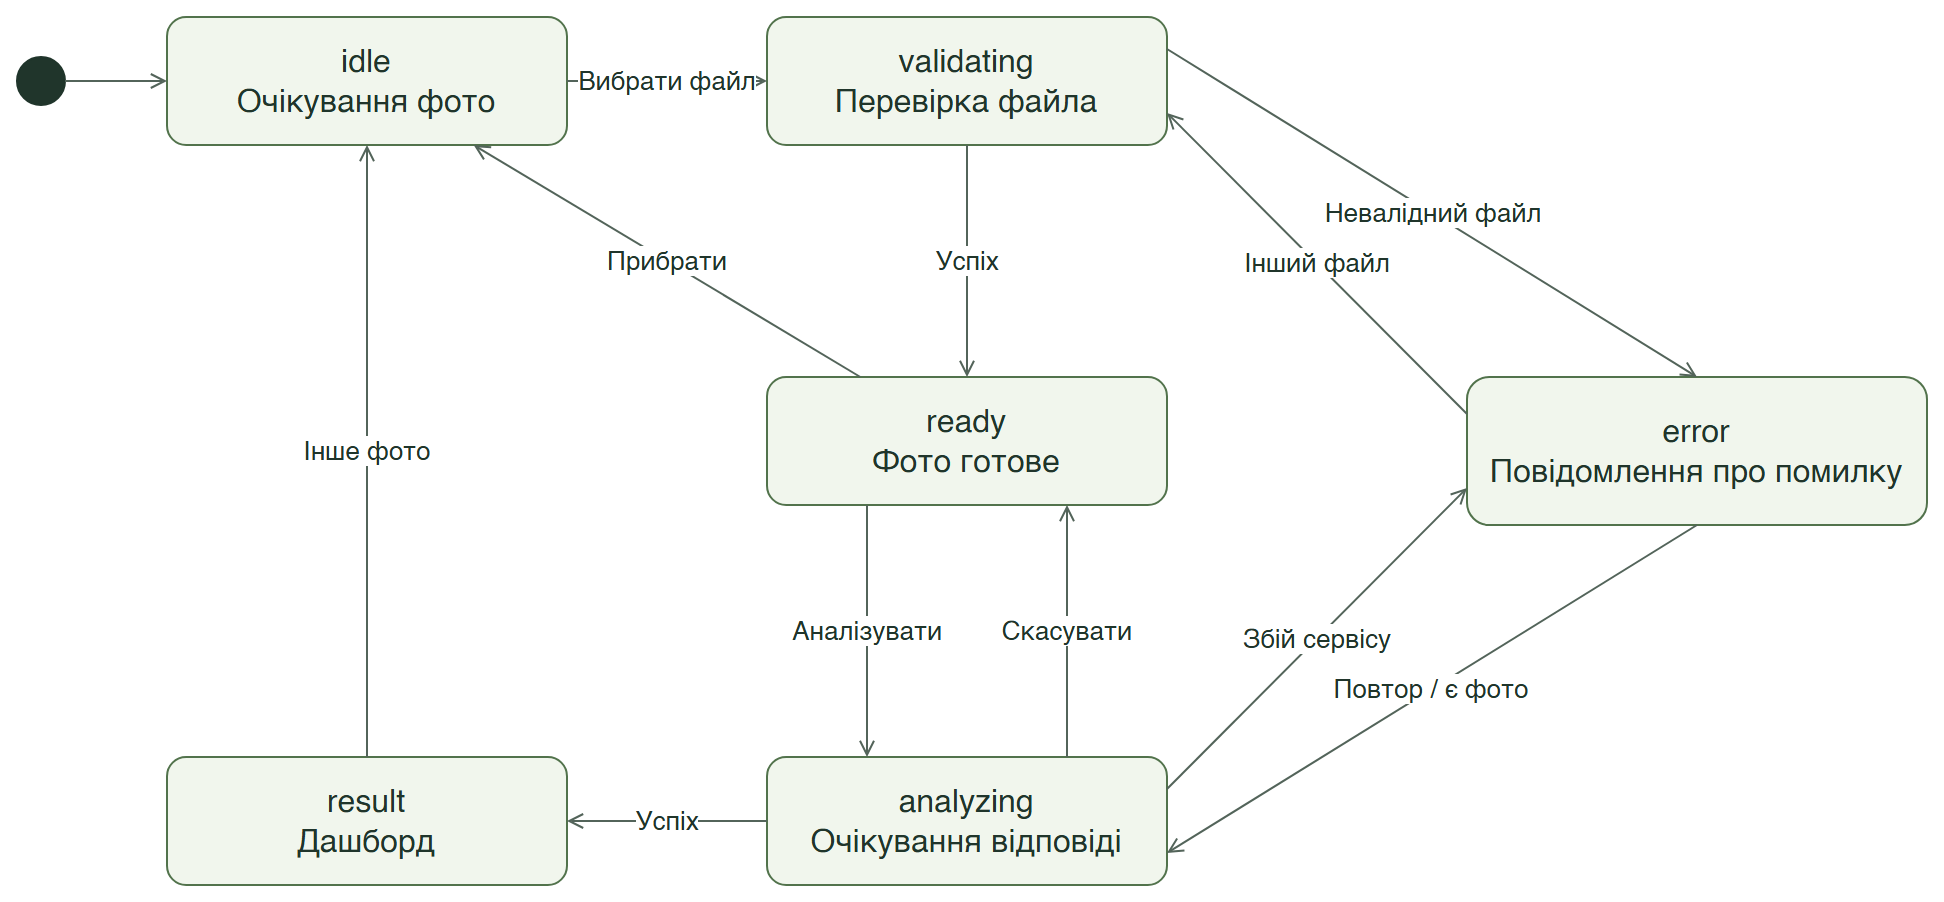 idle
Очікування фото
Вибрати файл
validating
Перевірка файла
Невалідний файл
Прибрати
Успіх
Інший файл
ready
Фото готове
error
Повідомлення про помилку
Інше фото
Аналізувати
Скасувати
Збій сервісу
Повтор / є фото
result
Дашборд
Успіх
analyzing
Очікування відповіді